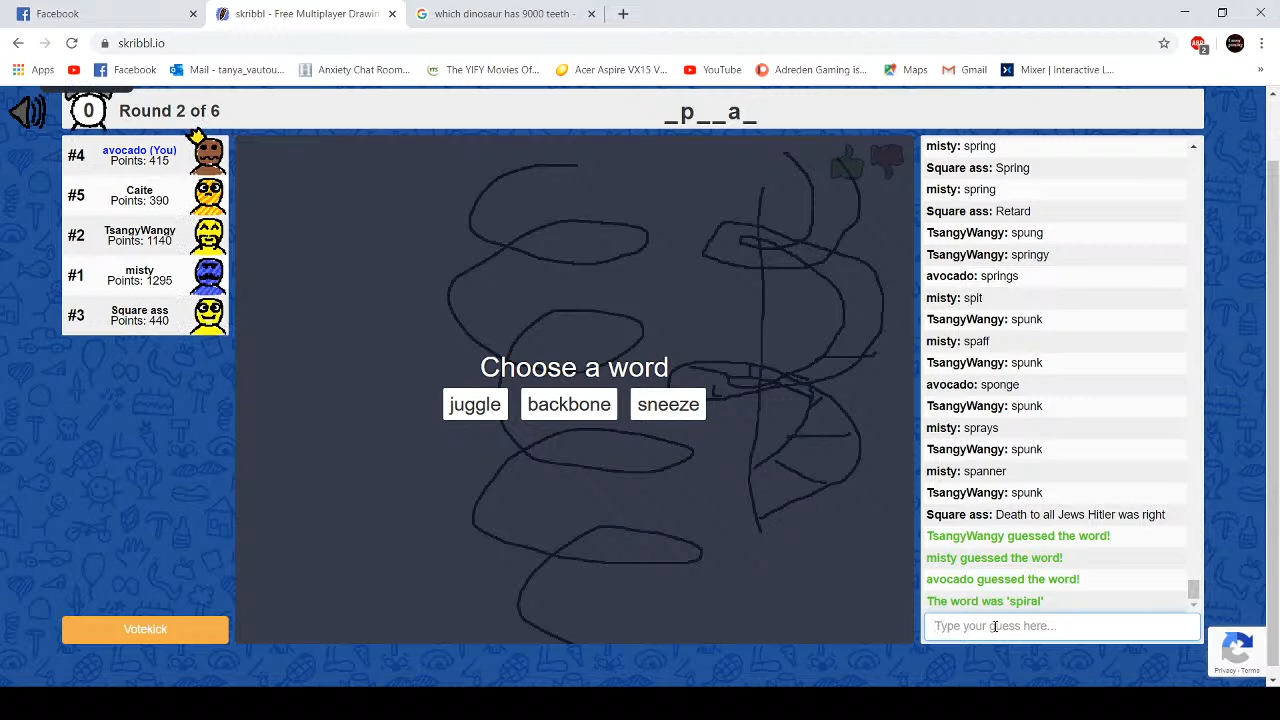 Facebook
skribbl - Free Multiplayer Drawin
which dinosaur has 9000 teeth -
skribbl.io
2
Apps
Facebook
Mail - tanya_vautou...
Anxiety Chat Room...
The YIFY Movies Of...
Acer Aspire VX15 V...
YouTube
Adreden Gaming is...
Maps
Gmail
Mixer | Interactive L...
»
0
Round 2 of 6
_p__a_
#4
avocado (You)
Points: 415
#5
Caite
Points: 390
#2
TsangyWangy
Points: 1140
#1
misty
Points: 1295
#3
Square ass
Points: 440
Votekick
Choose a word
juggle
backbone
sneeze
misty: spring
Square ass: Spring
misty: spring
Square ass: Retard
TsangyWangy: spung
TsangyWangy: springy
avocado: springs
misty: split
TsangyWangy: spunk
misty: spaff
TsangyWangy: spunk
avocado: sponge
TsangyWangy: spunk
misty: sprays
TsangyWangy: spunk
misty: spanner
TsangyWangy: spunk
Square ass: Death to all Jews Hitler was right
TsangyWangy guessed the word!
misty guessed the word!
avocado guessed the word!
The word was 'spiral'
Type your guess here...
Privacy - Terms